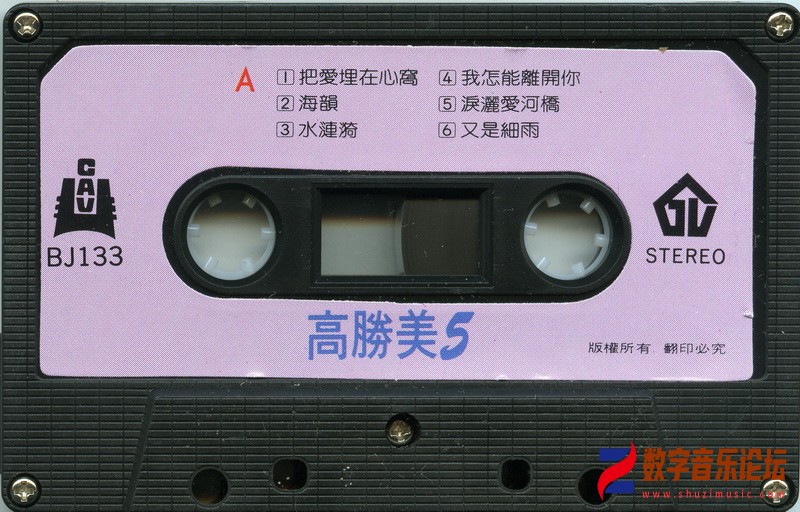 A
1 把愛埋在心窩
2 海韻
3 水漣漪
4 我怎能離開你
5 淚灑愛河橋
6 又是細雨
CAV
BJ133
STEREO
高勝美5
版權所有 翻印必究
数字音乐论坛
www.shuzimusic.com